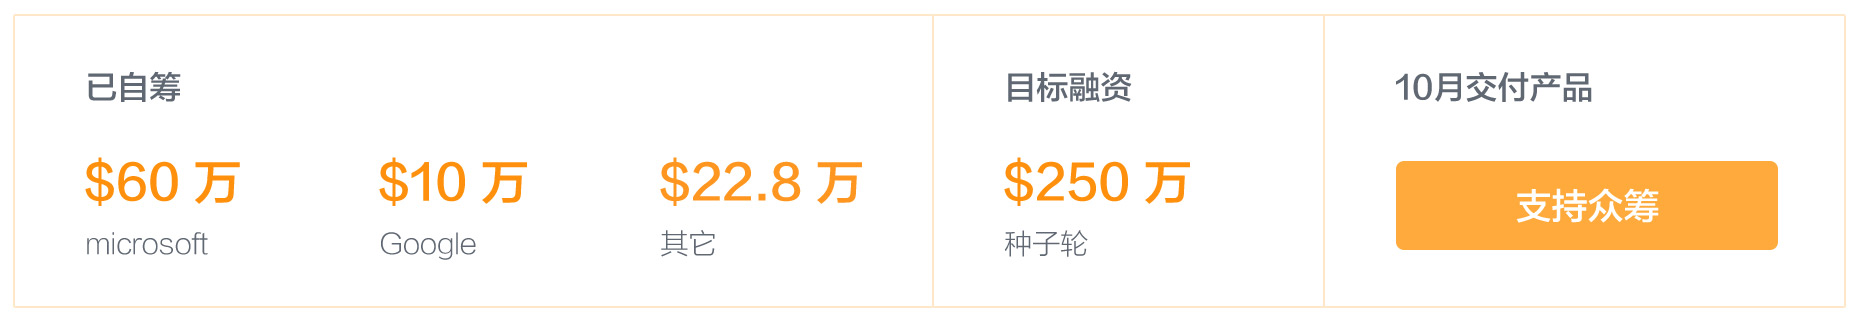 已自筹
$60 万
microsoft
$10 万
Google
$22.8 万
其它
目标融资
$250 万
种子轮
10月交付产品
支持众筹